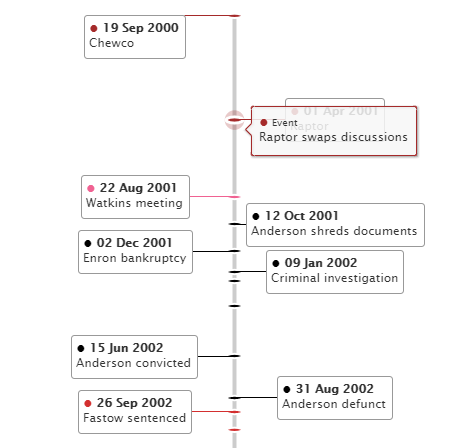 19 Sep 2000
Chewco
01 Apr 2001
Raptor
Event
Raptor swaps discussions
22 Aug 2001
Watkins meeting
12 Oct 2001
Anderson shreds documents
02 Dec 2001
Enron bankruptcy
09 Jan 2002
Criminal investigation
15 Jun 2002
Anderson convicted
31 Aug 2002
Anderson defunct
26 Sep 2002
Fastow sentenced